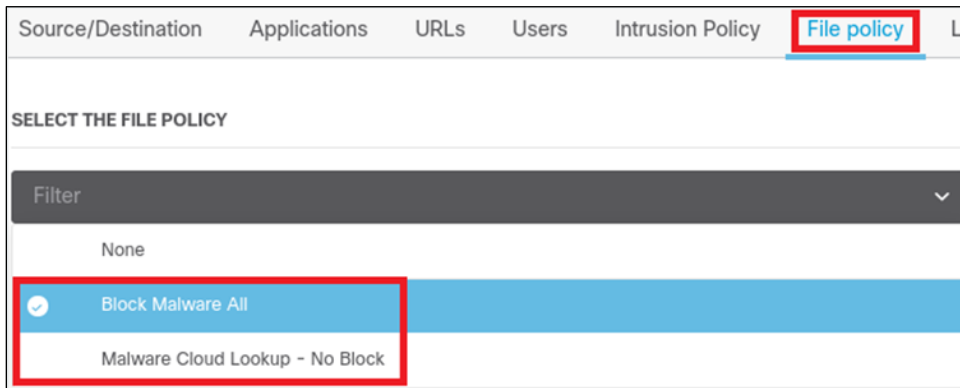 Source/Destination Applications URLs Users Intrusion Policy File policy L
SELECT THE FILE POLICY
Filter
None
Block Malware All
Malware Cloud Lookup - No Block